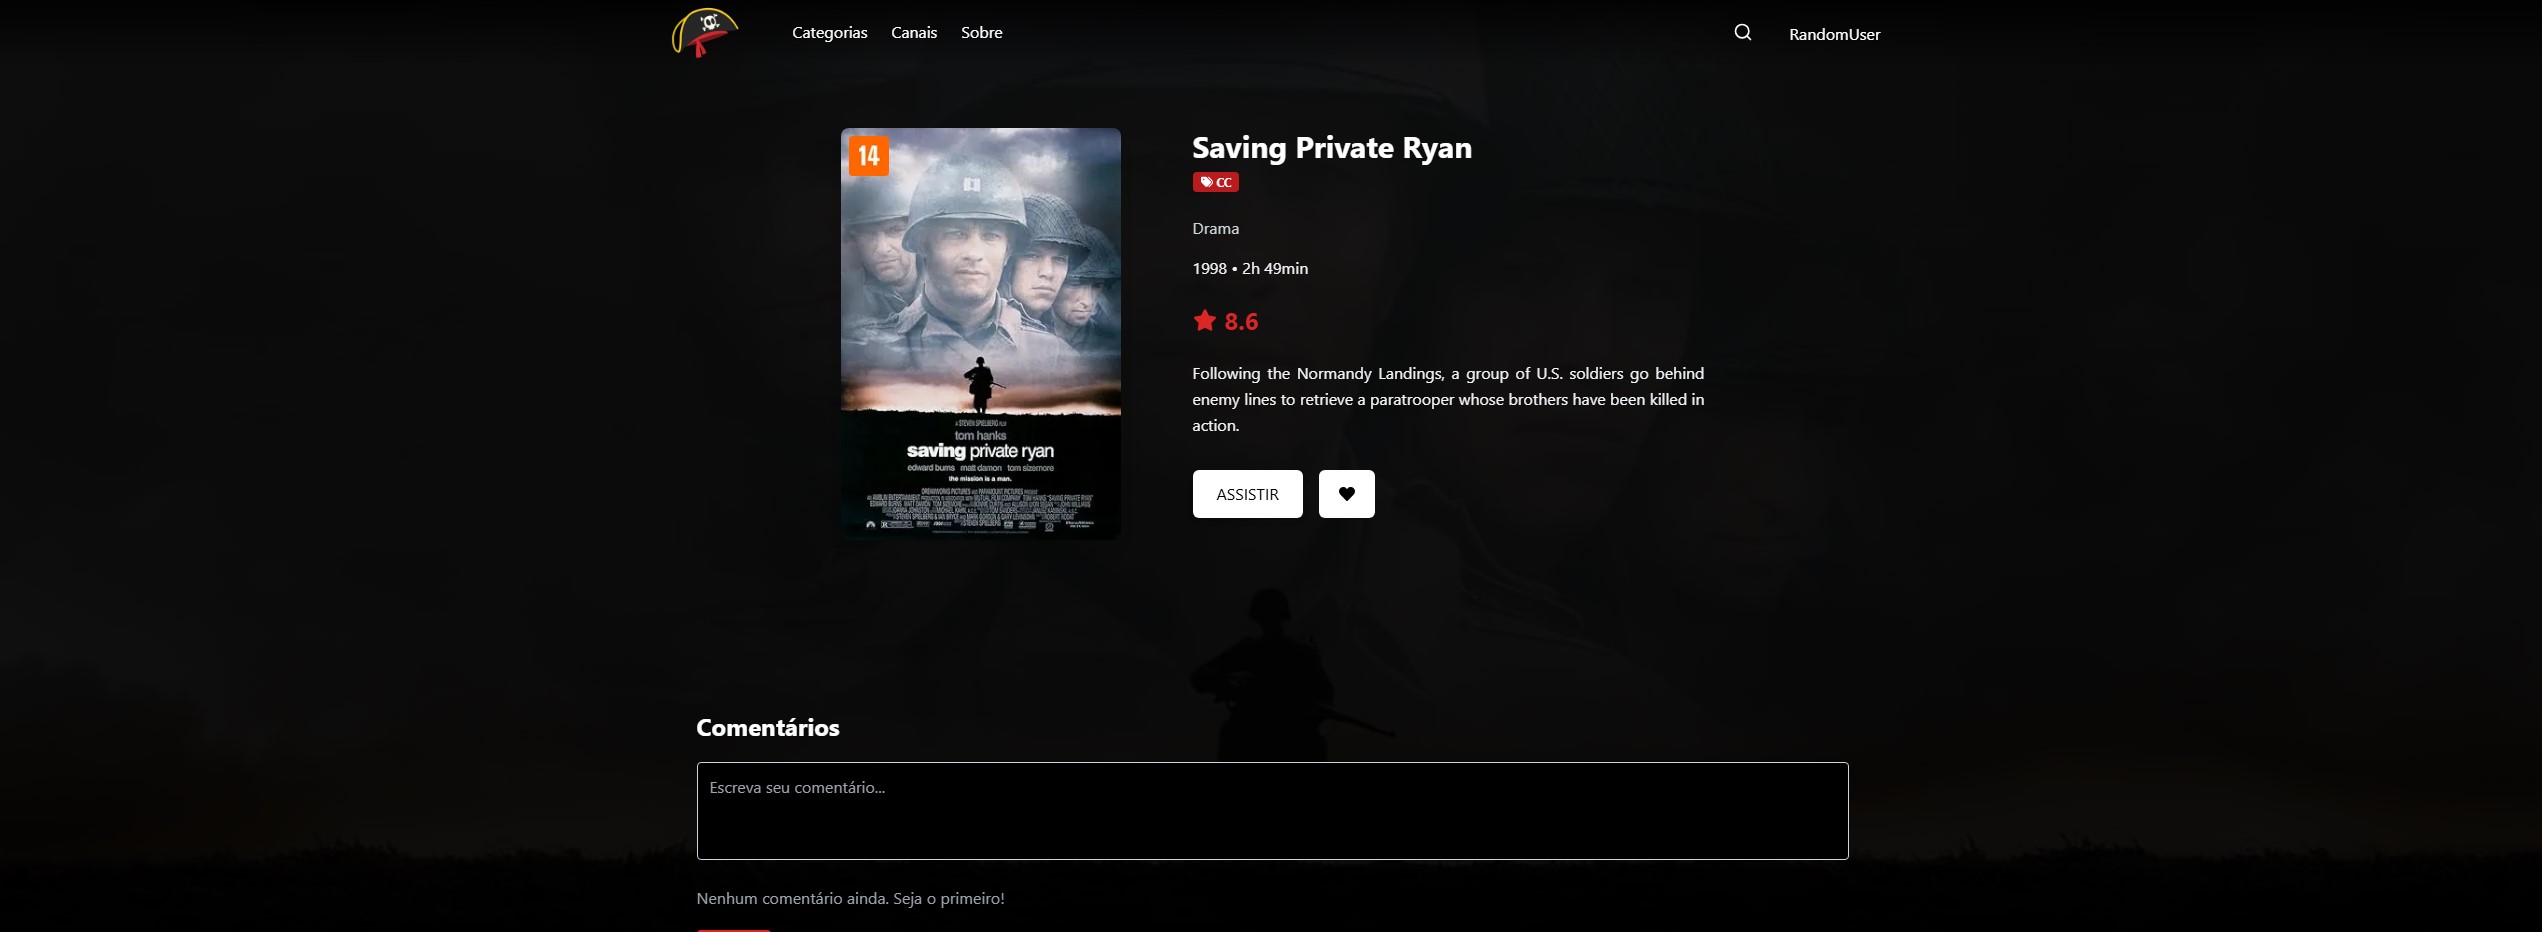 Categorias
Canais
Sobre
RandomUser
14
A STEVEN SPIELBERG FILM
tom hanks
saving private ryan
edward burns matt damon tom sizemore
the mission is a man.
Saving Private Ryan
CC
Drama
1998 • 2h 49min
8.6
Following the Normandy Landings, a group of U.S. soldiers go behind
enemy lines to retrieve a paratrooper whose brothers have been killed in
action.
ASSISTIR
Comentários
Escreva seu comentário...
Nenhum comentário ainda. Seja o primeiro!